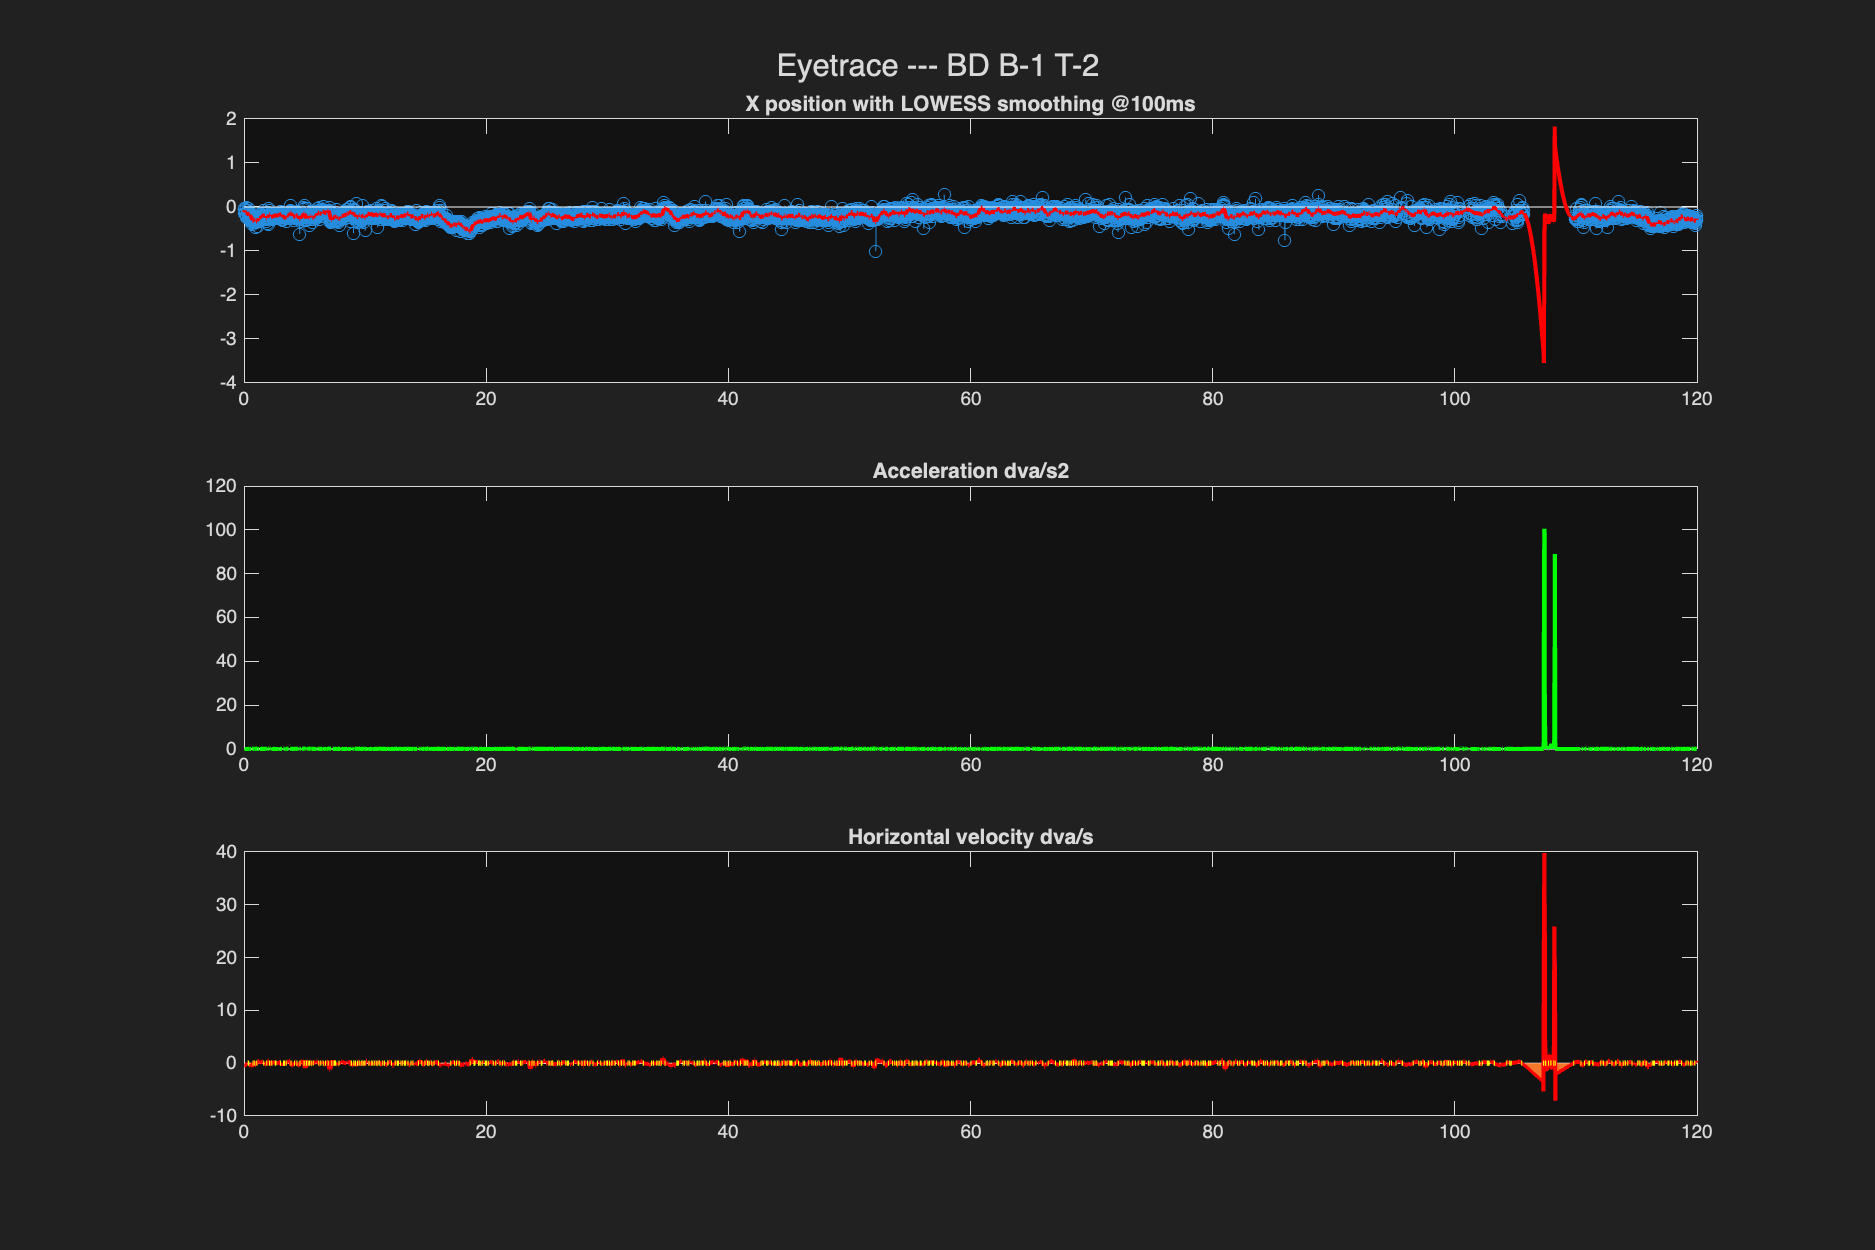 Eyetrace --- BD B-1 T-2
X position with LOWESS smoothing @100ms
2
1
0
-1
-2
-3
-4
0 20 40 60 80 100 120
Acceleration dva/s2
120
100
80
60
40
20
0
0 20 40 60 80 100 120
Horizontal velocity dva/s
40
30
20
10
0
-10
0 20 40 60 80 100 120